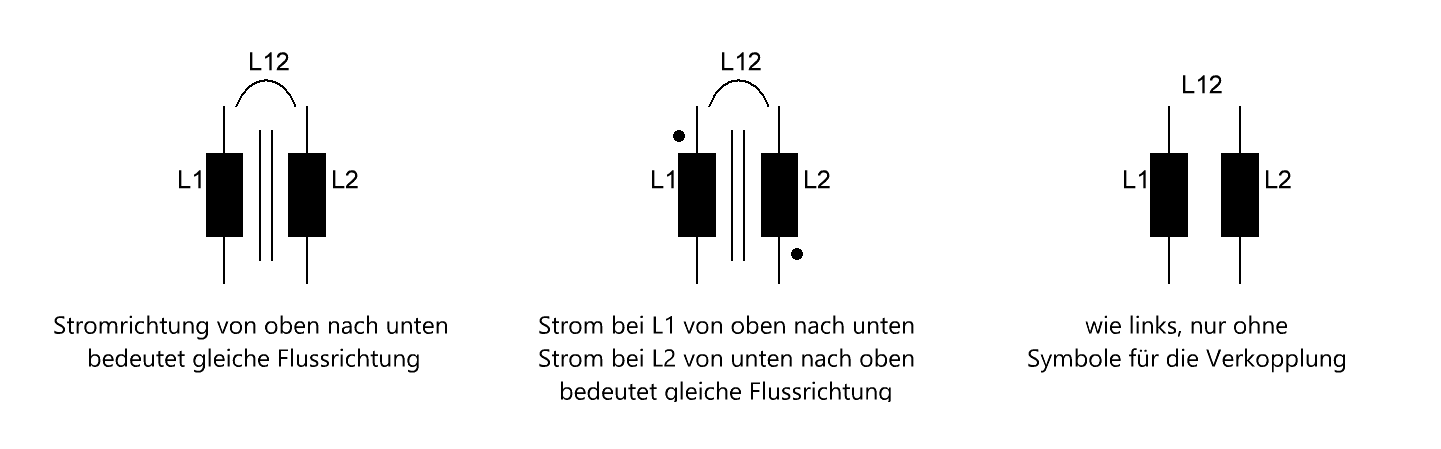 L12
L1
L2
Stromrichtung von oben nach unten
bedeutet gleiche Flussrichtung
L12
L1
L2
Strom bei L1 von oben nach unten
Strom bei L2 von unten nach oben
bedeutet gleiche Flussrichtung
L12
L1
L2
wie links, nur ohne
Symbole für die Verkopplung